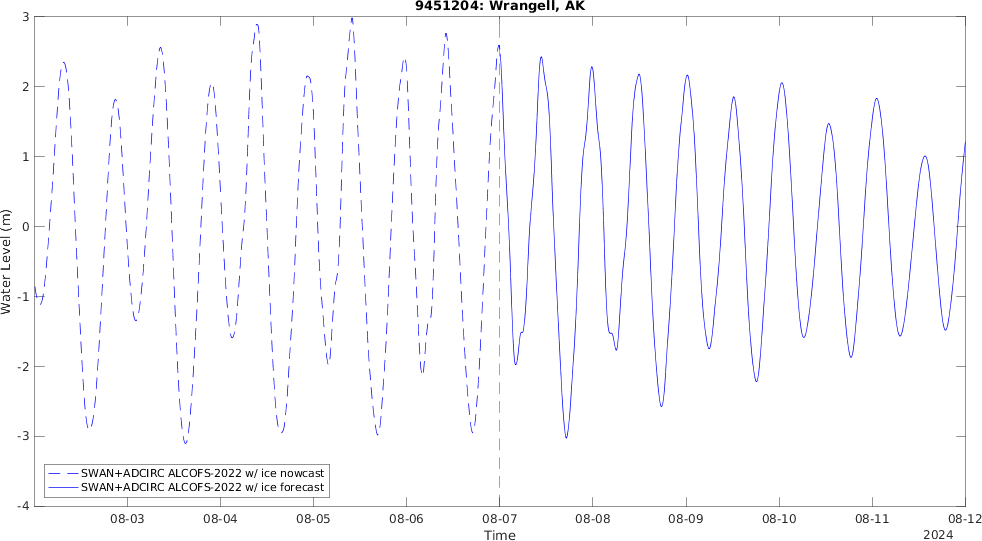 9451204: Wrangell, AK
3
2
1
0
-1
-2
-3
-4
Water Level (m)
SWAN+ADCIRC ALCOFS-2022 w/ ice nowcast
SWAN+ADCIRC ALCOFS-2022 w/ ice forecast
08-03 08-04 08-05 08-06 08-07 08-08 08-09 08-10 08-11 08-12
Time
2024